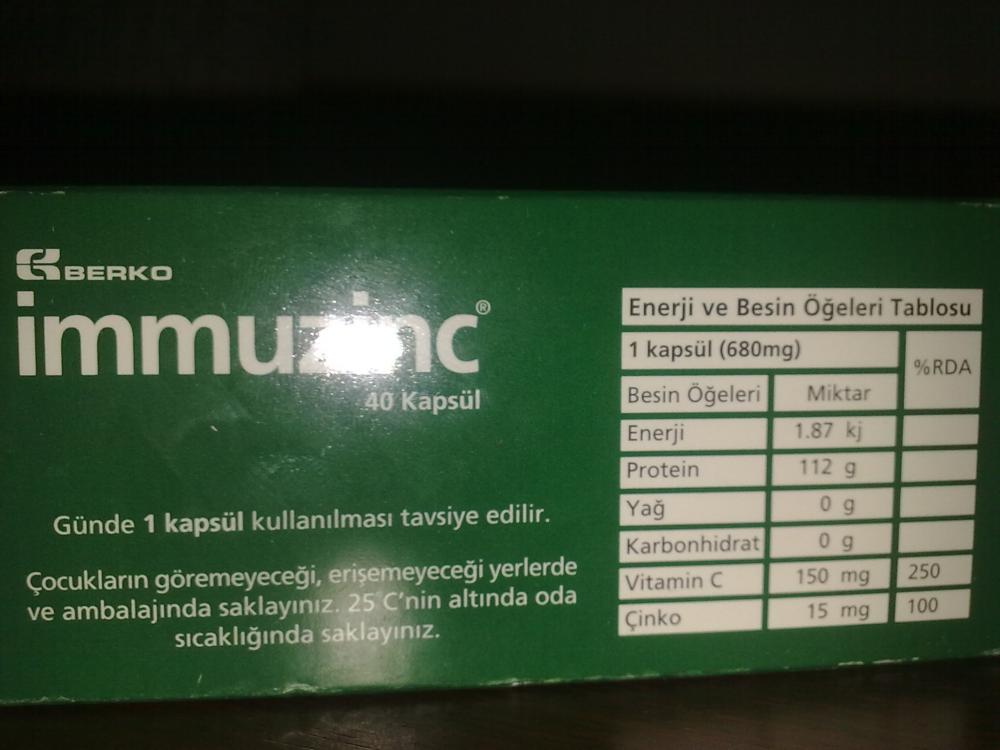 BERKO
immuzinc®
40 Kapsül
Günde 1 kapsül kullanılması tavsiye edilir.
Çocukların göremeyeceği, erişemeyeceği yerlerde
ve ambalajında saklayınız. 25 C'nin altında oda
sıcaklığında saklayınız.
Enerji ve Besin Öğeleri Tablosu
1 kapsül (680mg) %RDA
Besin Öğeleri Miktar
Enerji 1.87 kj
Protein 112 g
Yağ 0 g
Karbonhidrat 0 g
Vitamin C 150 mg 250
Çinko 15 mg 100